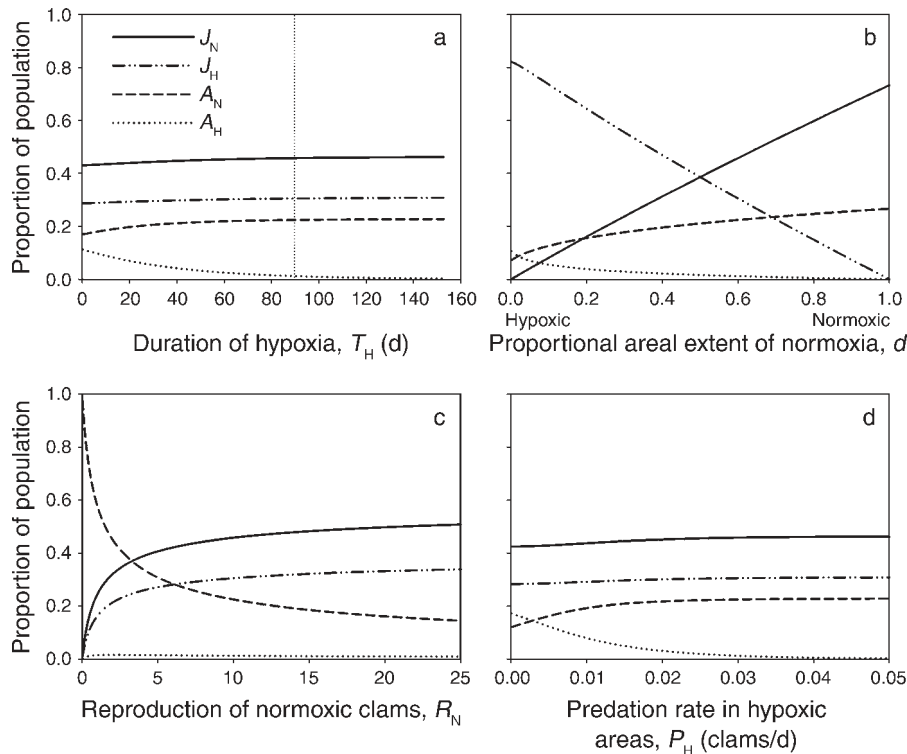 Proportion of population
1.0
0.8
0.6
0.4
0.2
0.0
a
J_N
J_H
A_N
A_H
0 20 40 60 80 100 120 140 160
Duration of hypoxia, T_H (d)
b
0.0 0.2 0.4 0.6 0.8 1.0
Hypoxic Normoxic
Proportional areal extent of normoxia, d
Proportion of population
1.0
0.8
0.6
0.4
0.2
0.0
c
0 5 10 15 20 25
Reproduction of normoxic clams, R_N
d
0.00 0.01 0.02 0.03 0.04 0.05
Predation rate in hypoxic
areas, P_H (clams/d)